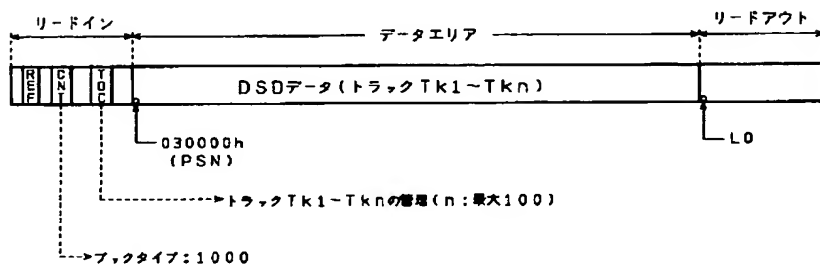 リードイン
データエリア
リードアウト
REF
CNT
TOC
DSDデータ(トラックTk1~Tkn)
030000h
(PSN)
LO
トラックTk1~Tknの管理(n:最大100)
ブックタイプ:1000